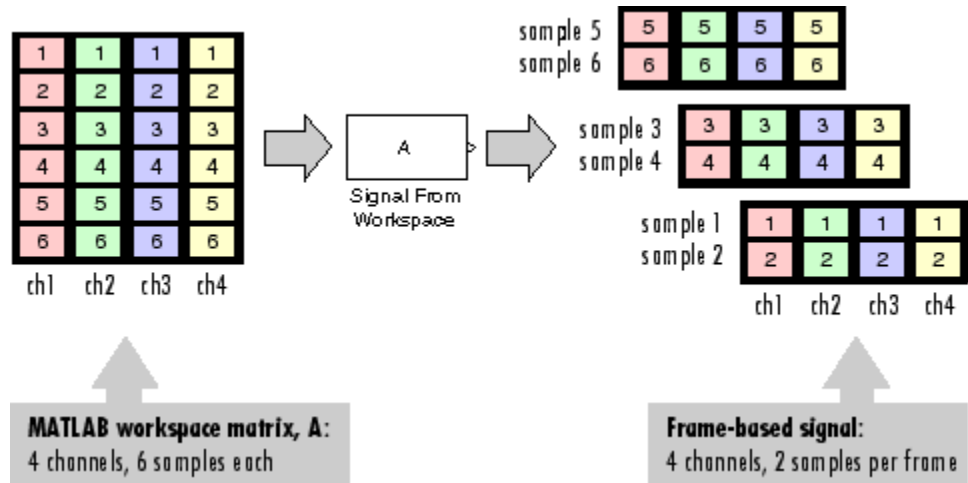 1 1 1 1
2 2 2 2
3 3 3 3
4 4 4 4
5 5 5 5
6 6 6 6
ch1 ch2 ch3 ch4
A
Signal From
Workspace
sample 5 5 5 5 5
sample 6 6 6 6 6
sample 3 3 3 3 3
sample 4 4 4 4 4
sample 1 1 1 1 1
sample 2 2 2 2 2
ch1 ch2 ch3 ch4
MATLAB workspace matrix, A:
4 channels, 6 samples each
Frame-based signal:
4 channels, 2 samples per frame